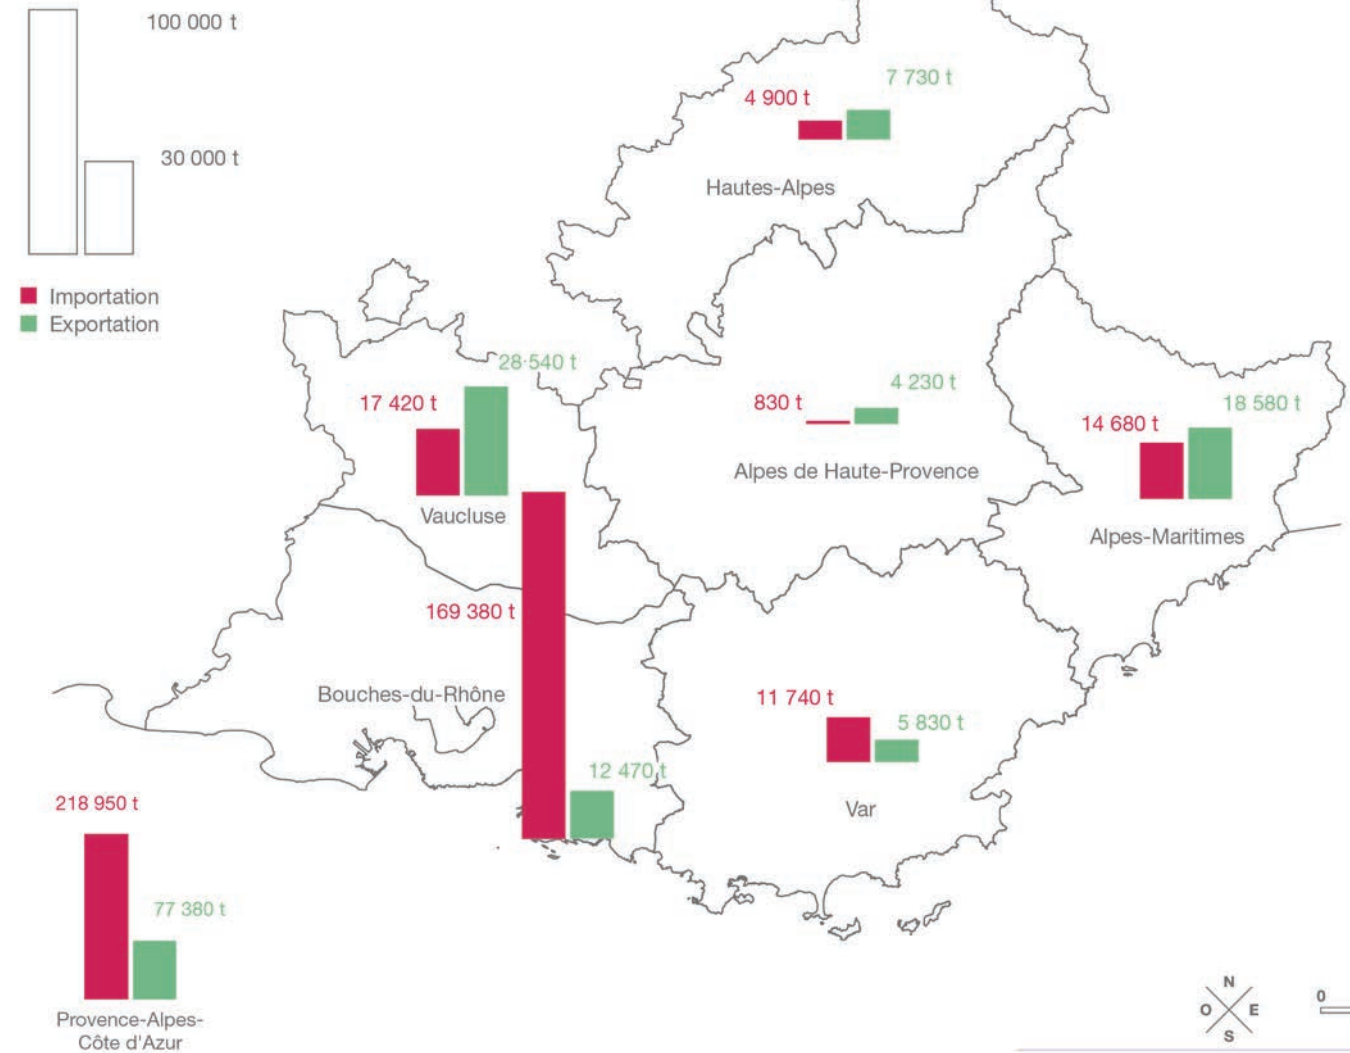 100 000 t
30 000 t
Importation
Exportation
7 730 t
4 900 t
Hautes-Alpes
28 540 t
17 420 t
Vaucluse
4 230 t
830 t
Alpes de Haute-Provence
18 580 t
14 680 t
Alpes-Maritimes
169 380 t
Bouches-du-Rhône
12 470 t
11 740 t
5 830 t
Var
218 950 t
77 380 t
Provence-Alpes-
Côte d'Azur
N
O E
S
0